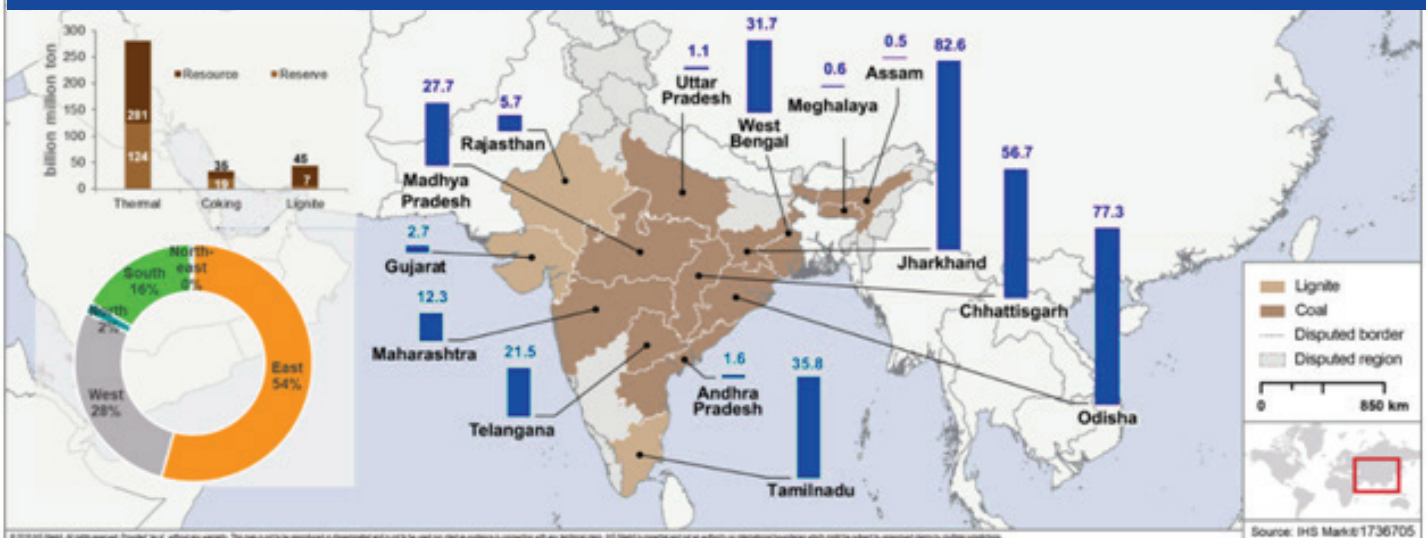 billion million ton
300
250
200
150
100
50
0
Resource
Reserve
281
124
35
19
45
7
Thermal
Coking
Lignite
North-
east
0%
South
16%
North
2%
West
28%
East
54%
27.7
Madhya
Pradesh
5.7
Rajasthan
1.1
Uttar
Pradesh
31.7
West
Bengal
0.6
Meghalaya
0.5
Assam
82.6
Jharkhand
56.7
Chhattisgarh
77.3
Odisha
2.7
Gujarat
12.3
Maharashtra
21.5
Telangana
1.6
Andhra
Pradesh
35.8
Tamilnadu
Lignite
Coal
Disputed border
Disputed region
0 850 km
Source: IHS Markit®1736705